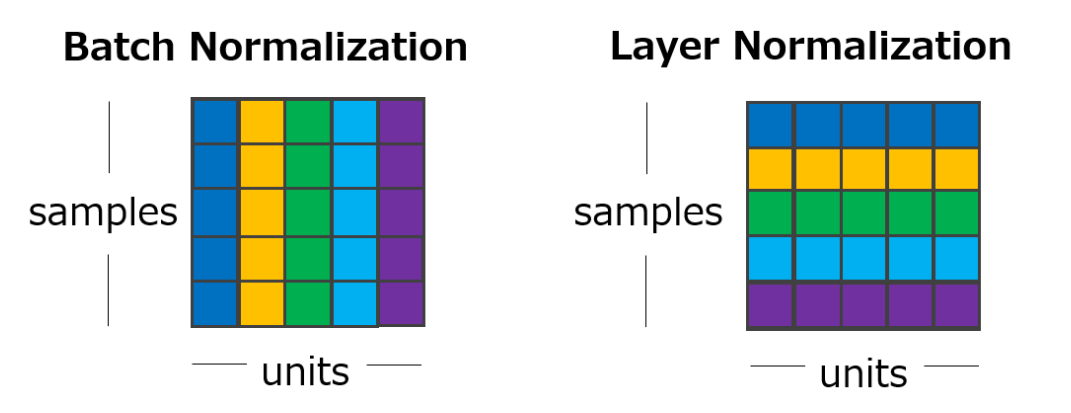 Batch Normalization
samples
units
Layer Normalization
samples
units